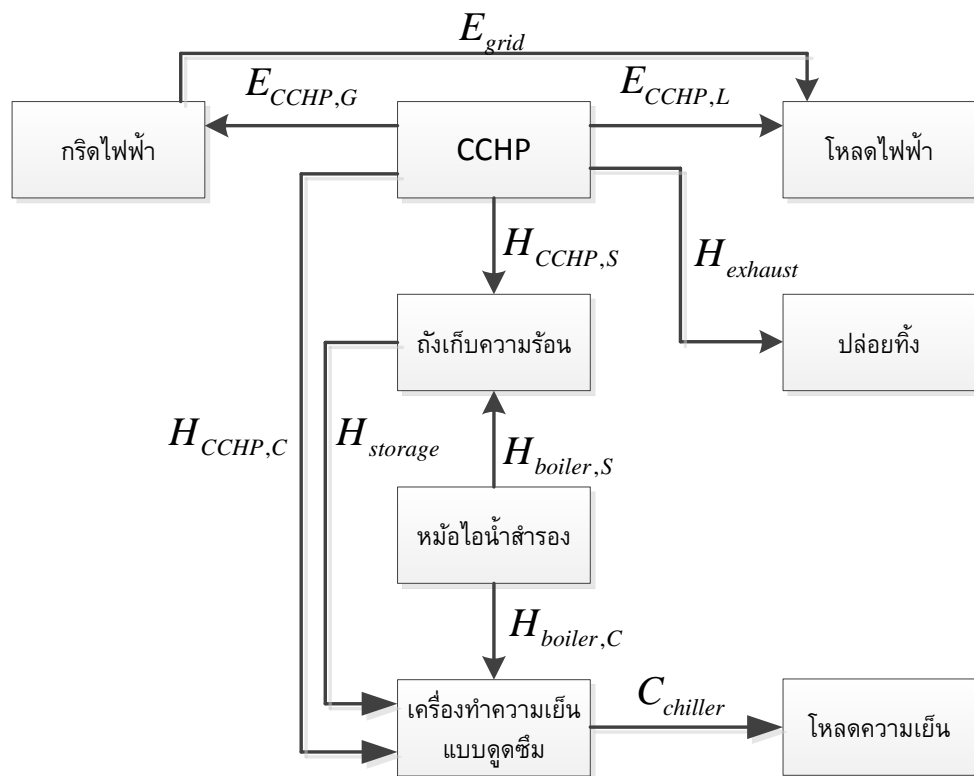 E_grid
E_CCHP,G
E_CCHP,L
กริดไฟฟ้า
CCHP
โหลดไฟฟ้า
H_CCHP,S
H_exhaust
ถังเก็บความร้อน
ปล่อยทิ้ง
H_CCHP,C
H_storage
H_boiler,S
หม้อไอน้ำสำรอง
H_boiler,C
เครื่องทำความเย็น
แบบดูดซึม
C_chiller
โหลดความเย็น